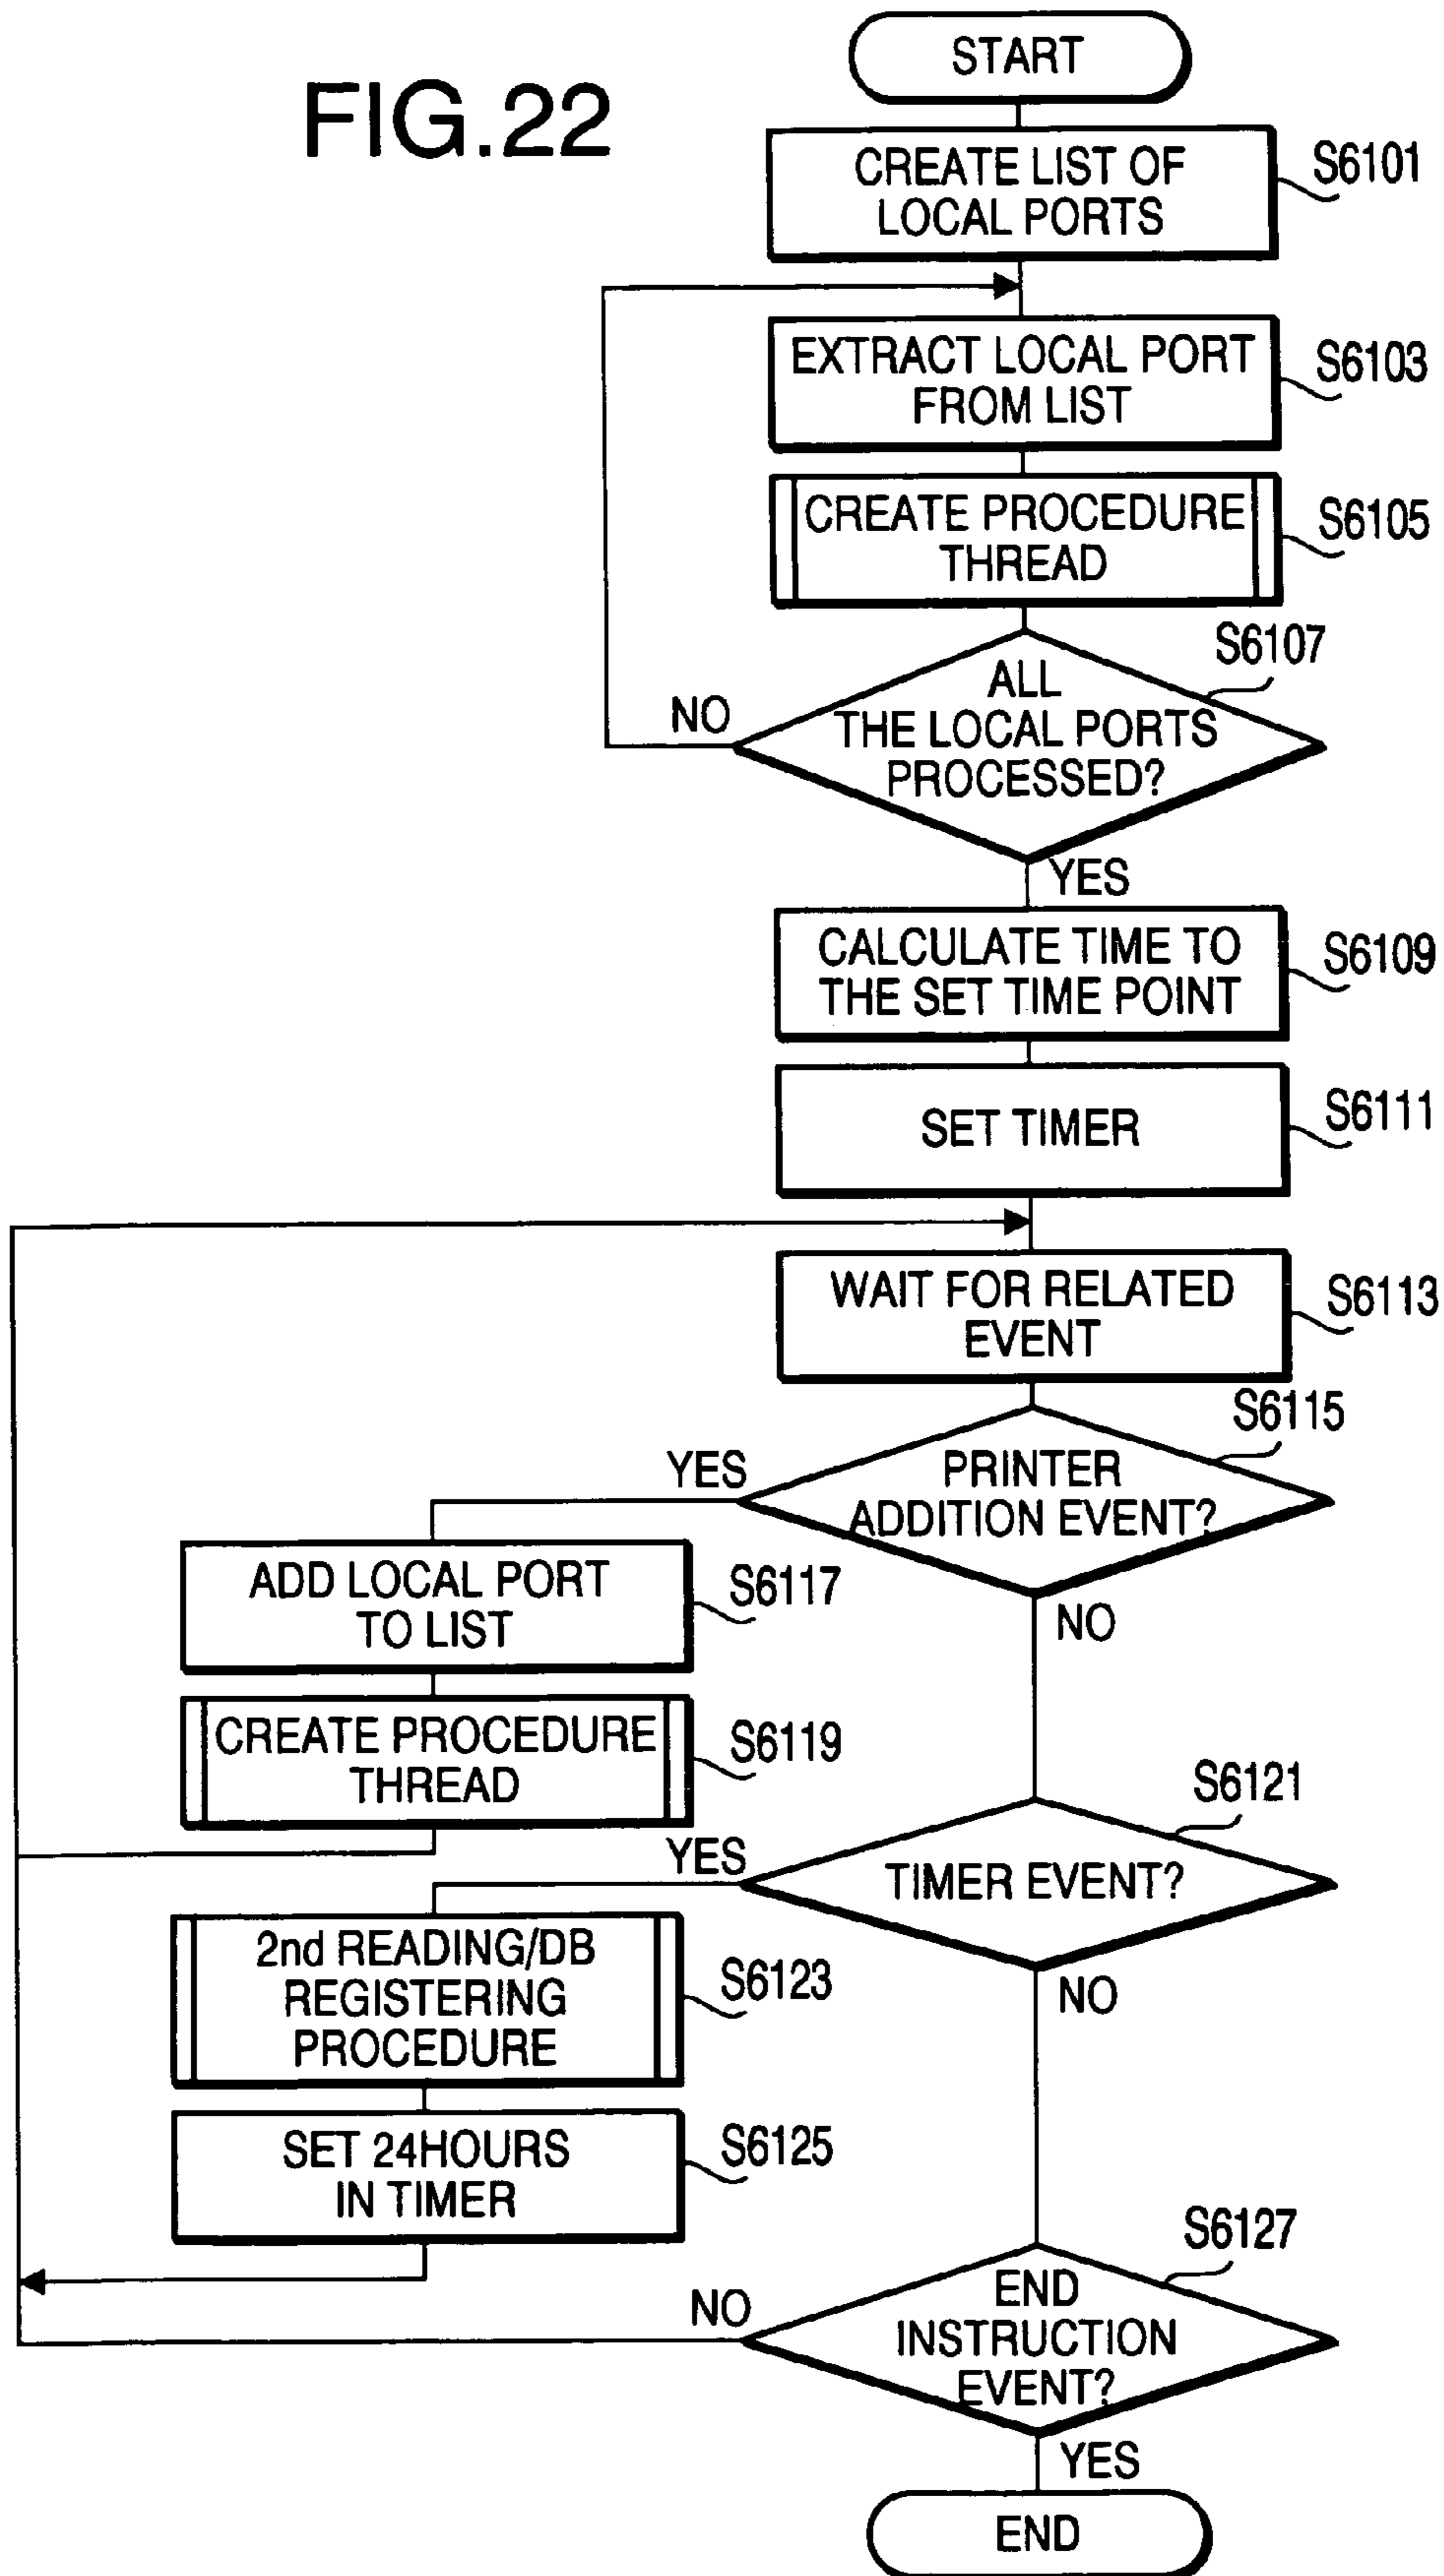 FIG.22
START
CREATE LIST OF
LOCAL PORTS
S6101
EXTRACT LOCAL PORT
FROM LIST
S6103
CREATE PROCEDURE
THREAD
S6105
S6107
ALL
THE LOCAL PORTS
PROCESSED?
NO
YES
CALCULATE TIME TO
THE SET TIME POINT
S6109
SET TIMER
S6111
WAIT FOR RELATED
EVENT
S6113
S6115
PRINTER
ADDITION EVENT?
YES
NO
ADD LOCAL PORT
TO LIST
S6117
CREATE PROCEDURE
THREAD
S6119
S6121
TIMER EVENT?
YES
NO
2nd READING/DB
REGISTERING
PROCEDURE
S6123
SET 24HOURS
IN TIMER
S6125
S6127
END
INSTRUCTION
EVENT?
NO
YES
END